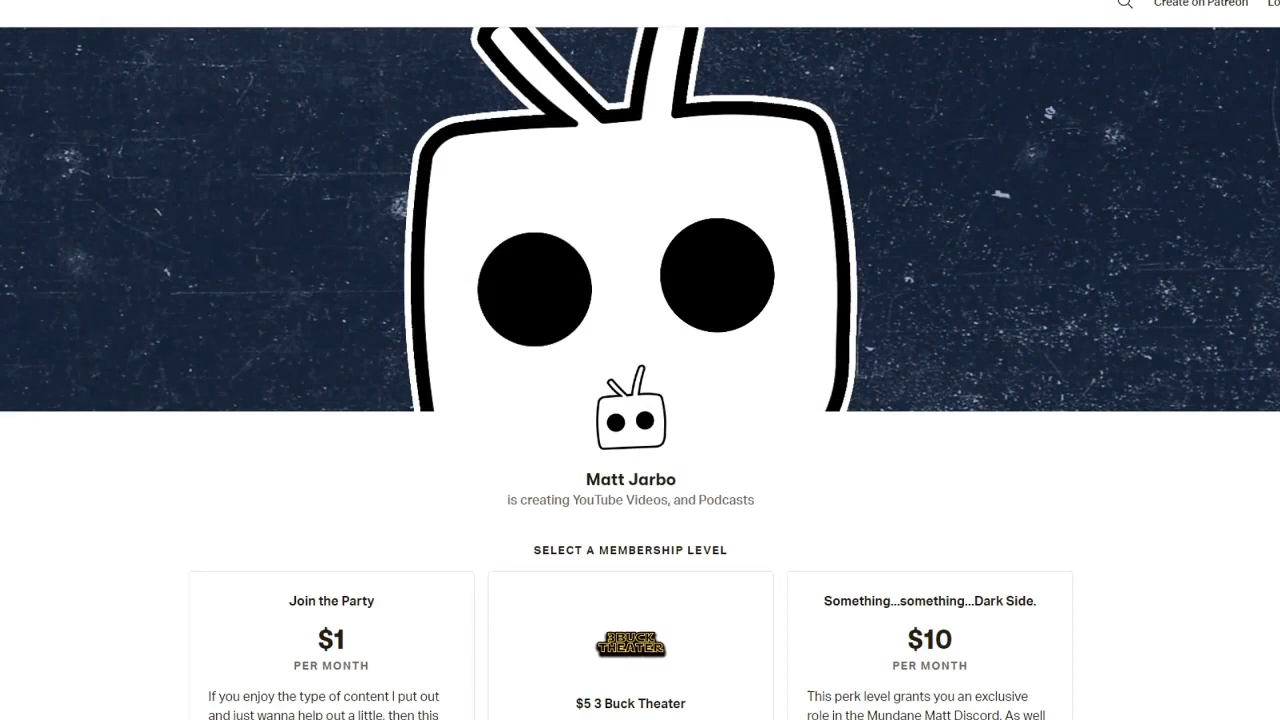 Create on Patreon
Matt Jarbo
is creating YouTube Videos, and Podcasts
SELECT A MEMBERSHIP LEVEL
Join the Party
$1
PER MONTH
If you enjoy the type of content I put out
and just wanna help out a little, then this
3 BUCK
THEATER
$5 3 Buck Theater
Something...something...Dark Side.
$10
PER MONTH
This perk level grants you an exclusive
role in the Mundane Matt Discord. As well